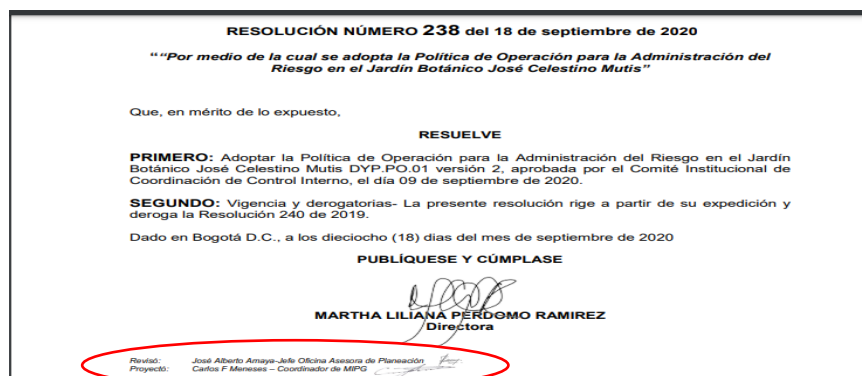 RESOLUCIÓN NÚMERO 238 del 18 de septiembre de 2020
““Por medio de la cual se adopta la Política de Operación para la Administración del
Riesgo en el Jardín Botánico José Celestino Mutis”
Que, en mérito de lo expuesto,
RESUELVE
PRIMERO: Adoptar la Política de Operación para la Administración del Riesgo en el Jardín
Botánico José Celestino Mutis DYP.PO.01 versión 2, aprobada por el Comité Institucional de
Coordinación de Control Interno, el día 09 de septiembre de 2020.
SEGUNDO: Vigencia y derogatorias- La presente resolución rige a partir de su expedición y
deroga la Resolución 240 de 2019.
Dado en Bogotá D.C., a los dieciocho (18) dias del mes de septiembre de 2020
PUBLÍQUESE Y CÚMPLASE
MARTHA LILIANA PERDOMO RAMIREZ
Directora
Revisó: José Alberto Amaya-Jefe Oficina Asesora de Planeación
Proyectó: Carlos F Meneses – Coordinador de MIPG